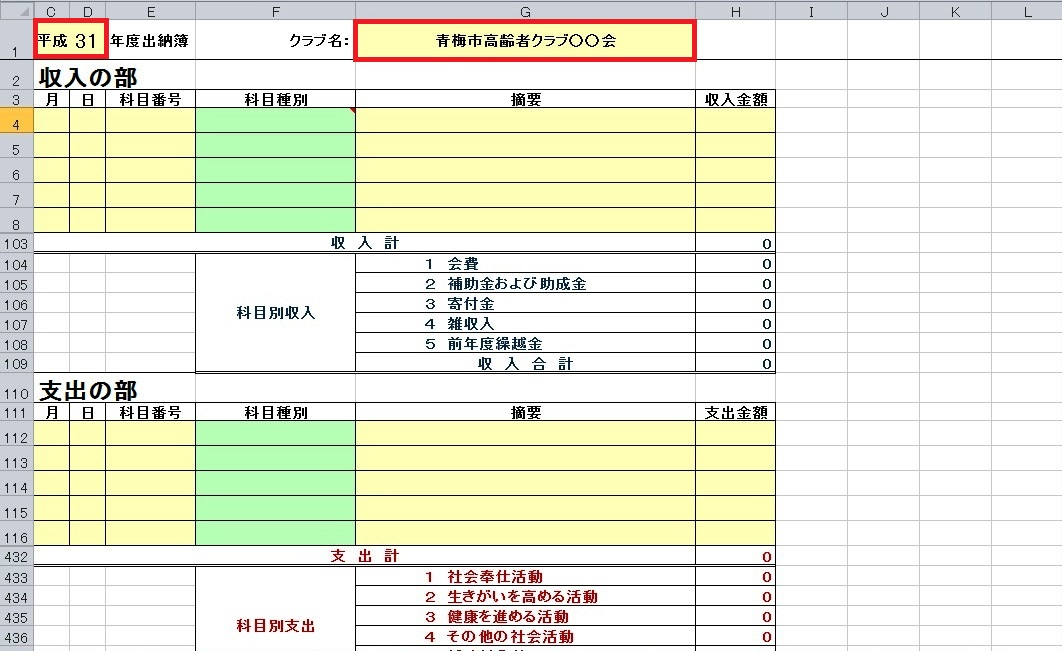 C D E F G H I J K L
1 平成 31 年度出納簿 クラブ名： 青梅市高齢者クラブ〇〇会
2 収入の部
3 月 日 科目番号 科目種別 摘要 収入金額
4
5
6
7
8
103 収 入 計 0
104 1 会費 0
105 2 補助金および助成金 0
106 科目別収入 3 寄付金 0
107 4 雑収入 0
108 5 前年度繰越金 0
109 収 入 合 計 0
110 支出の部
111 月 日 科目番号 科目種別 摘要 支出金額
112
113
114
115
116
432 支 出 計 0
433 1 社会奉仕活動 0
434 2 生きがいを高める活動 0
435 科目別支出 3 健康を進める活動 0
436 4 その他の社会活動 0